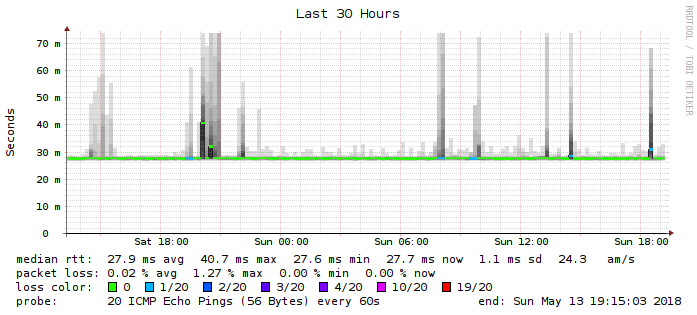 Last 30 Hours
RRDTOOL / TOBI OETIKER
Seconds
70 m
60 m
50 m
40 m
30 m
20 m
10 m
0
Sat 18:00 Sun 00:00 Sun 06:00 Sun 12:00 Sun 18:00
median rtt: 27.9 ms avg 40.7 ms max 27.6 ms min 27.7 ms now 1.1 ms sd 24.3 am/s
packet loss: 0.02 % avg 1.27 % max 0.00 % min 0.00 % now
loss color: 0 1/20 2/20 3/20 4/20 10/20 19/20
probe: 20 ICMP Echo Pings (56 Bytes) every 60s end: Sun May 13 19:15:03 2018